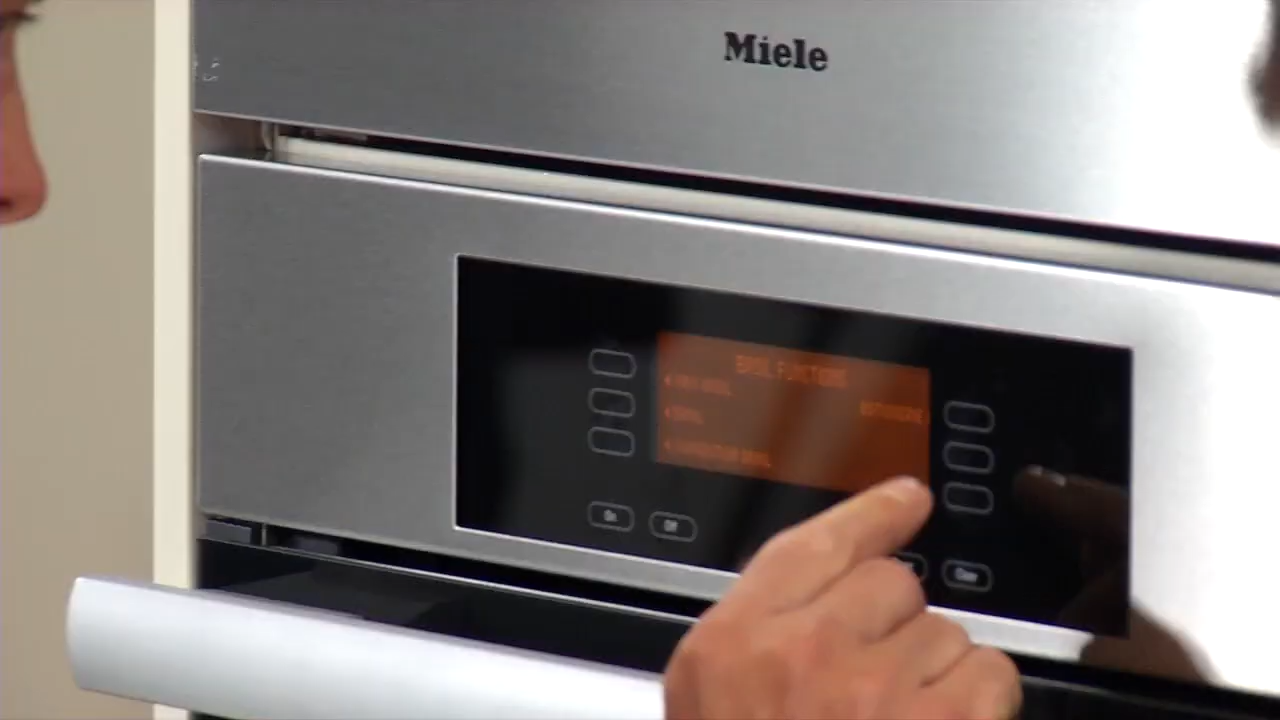 Miele
BROIL FUNCTIONS
MAXI BROIL
ROTISSERIE
BROIL
CONVECTION BROIL
On
Off
Clear